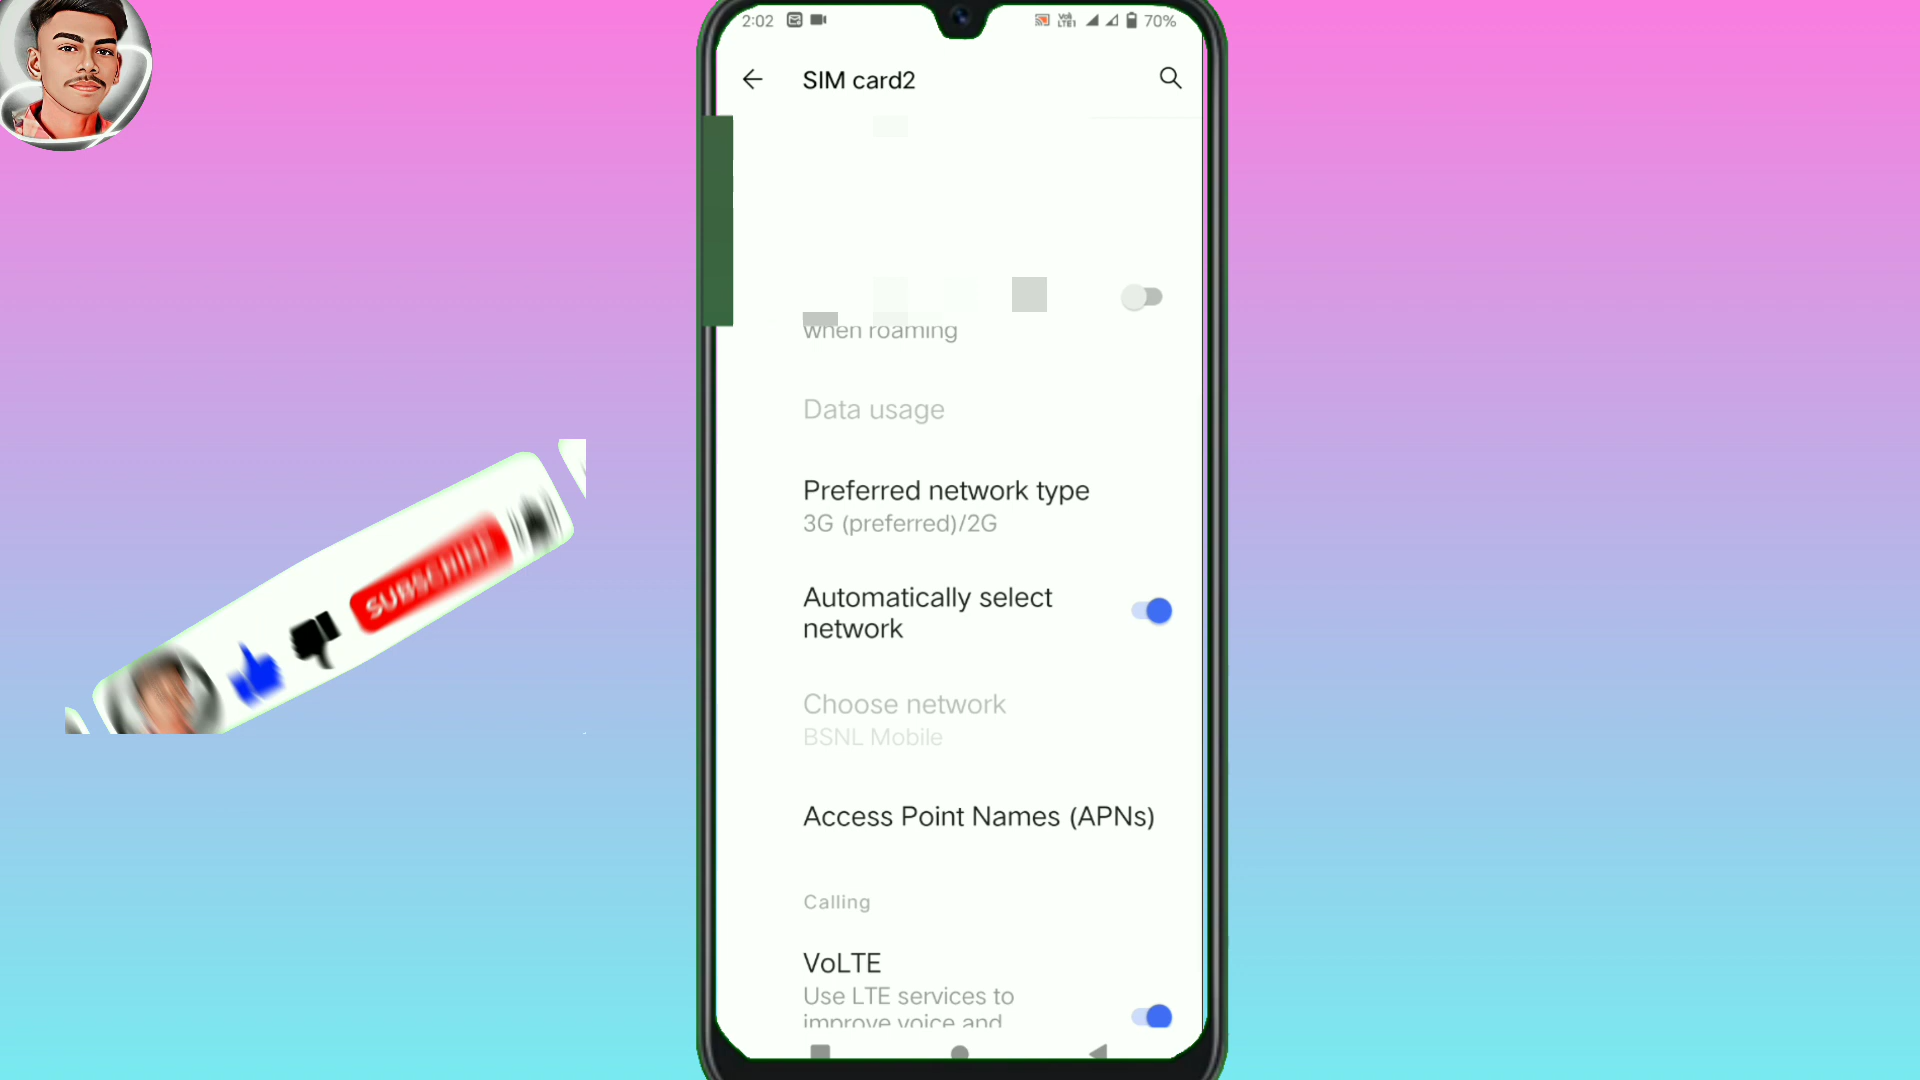 2:02
70%
SIM card2
when roaming
Data usage
Preferred network type
3G (preferred)/2G
Automatically select
network
SUBSCRIBE
Choose network
BSNL Mobile
Access Point Names (APNs)
Calling
VoLTE
Use LTE services to
improve voice and